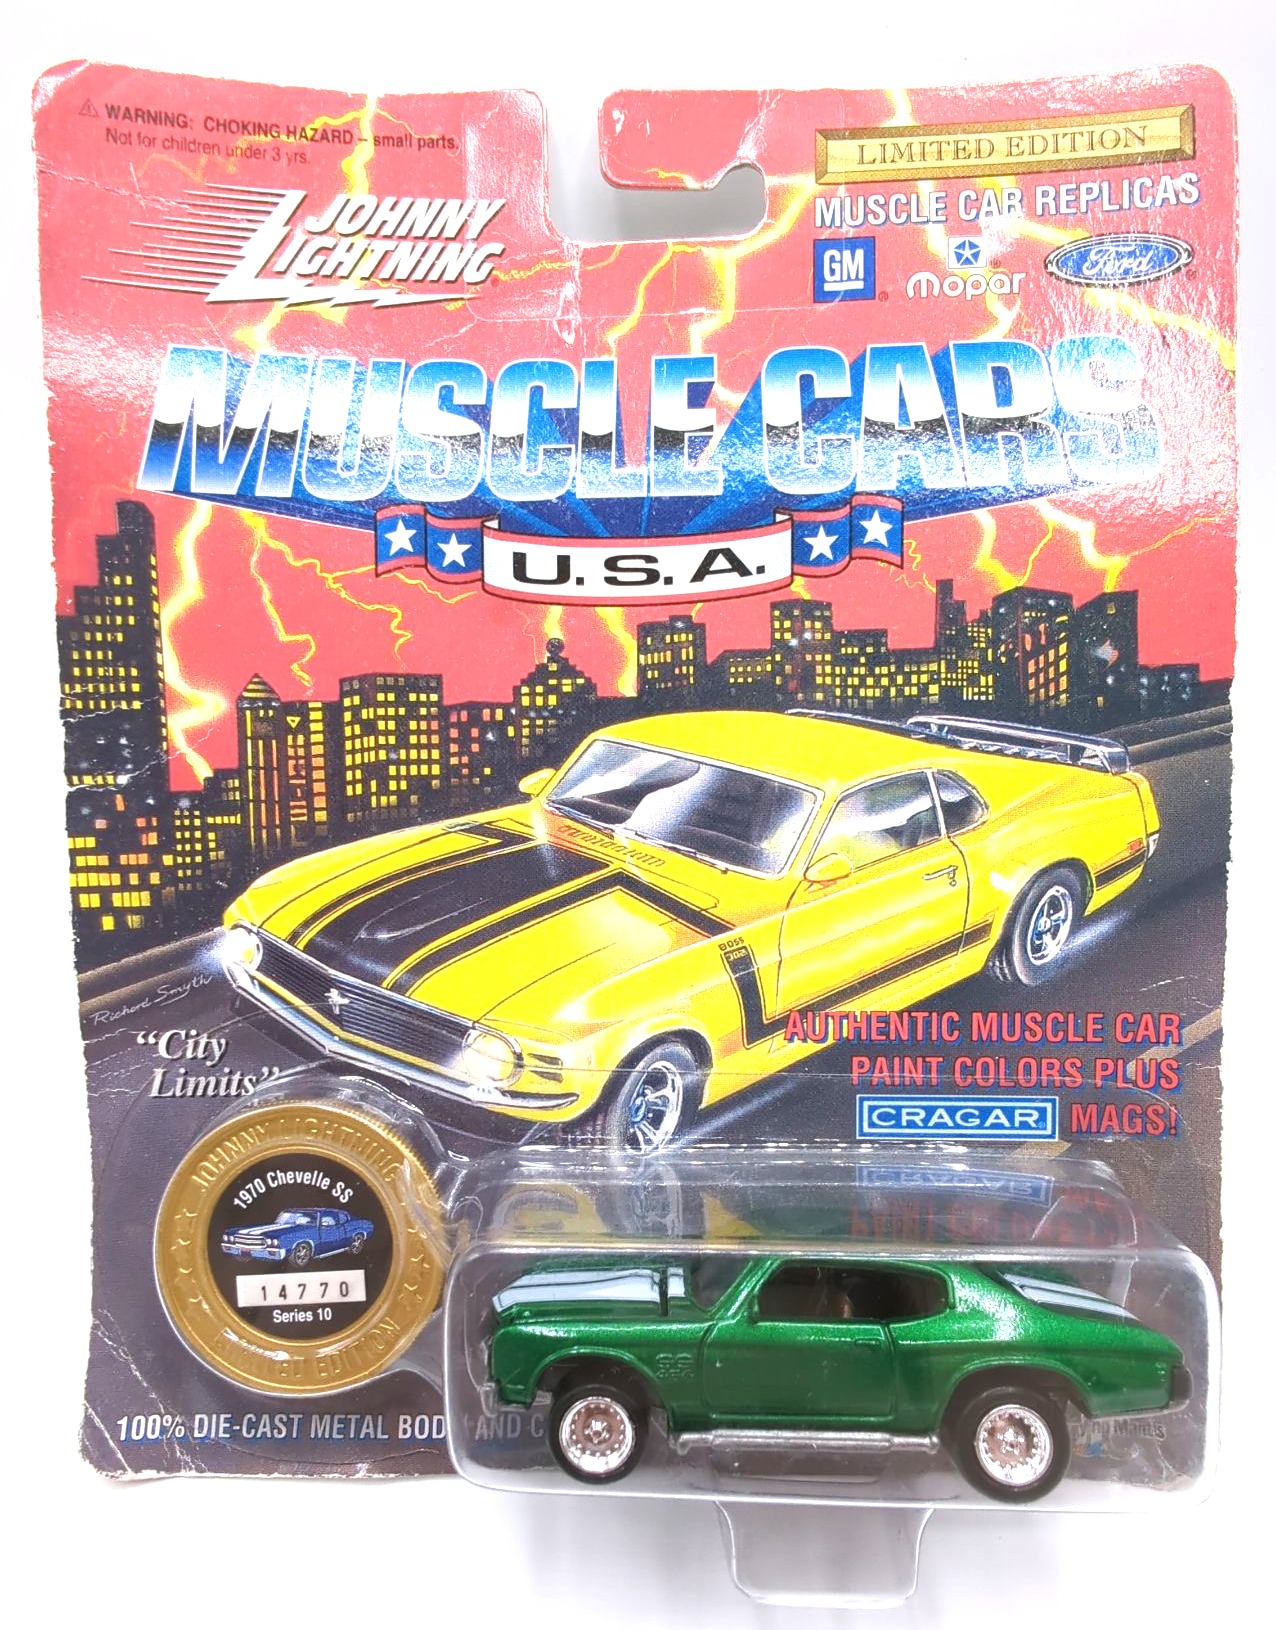 WARNING: CHOKING HAZARD – small parts.
Not for children under 3 yrs.
JOHNNY
LIGHTNING
LIMITED EDITION
MUSCLE CAR REPLICAS
GM
Mopar
Ford
MUSCLE CARS
U.S.A.
BOSS
Richard Smyth
"City
Limits"
AUTHENTIC MUSCLE CAR
PAINT COLORS PLUS
CRAGAR MAGS!
JOHNNY LIGHTNING
1970 Chevelle SS
14770
Series 10
LIMITED EDITION
100% DIE-CAST METAL BODY AND C
SS